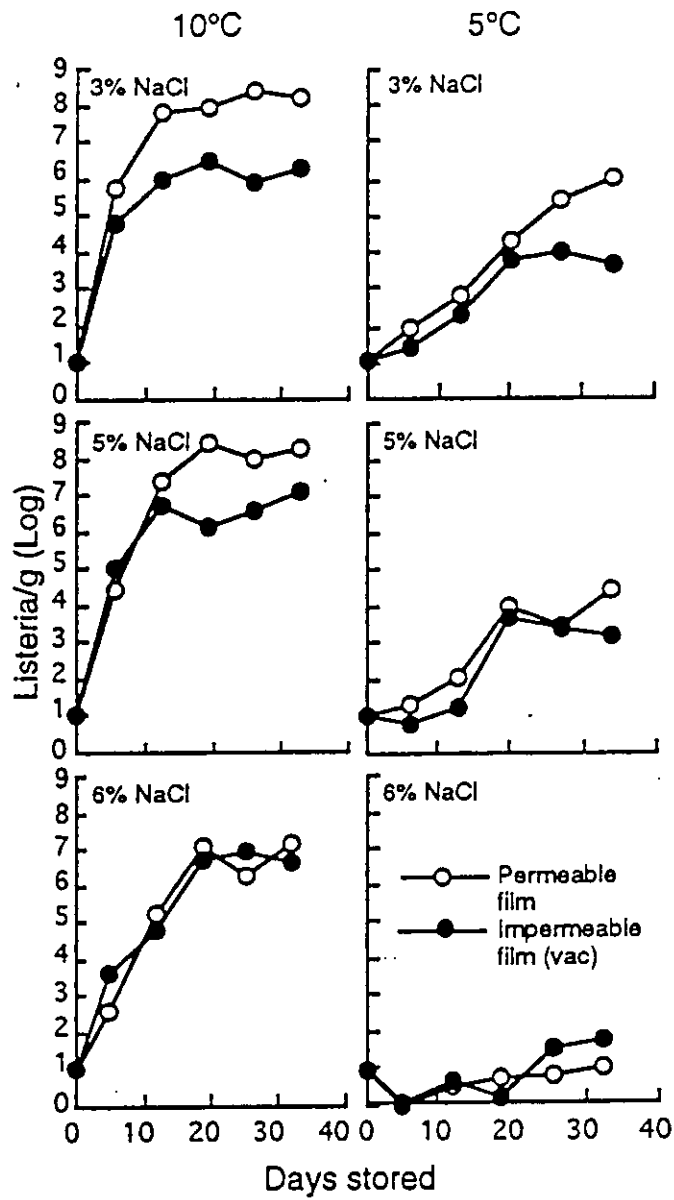 10°C 5°C
9
8
7
6
5
4
3
2
1
0
3% NaCl
3% NaCl
9
8
7
6
5
4
3
2
1
0
5% NaCl
5% NaCl
Listeria/g (Log)
9
8
7
6
5
4
3
2
1
0
6% NaCl
6% NaCl
Permeable
film
Impermeable
film (vac)
0 10 20 30 40 0 10 20 30 40
Days stored